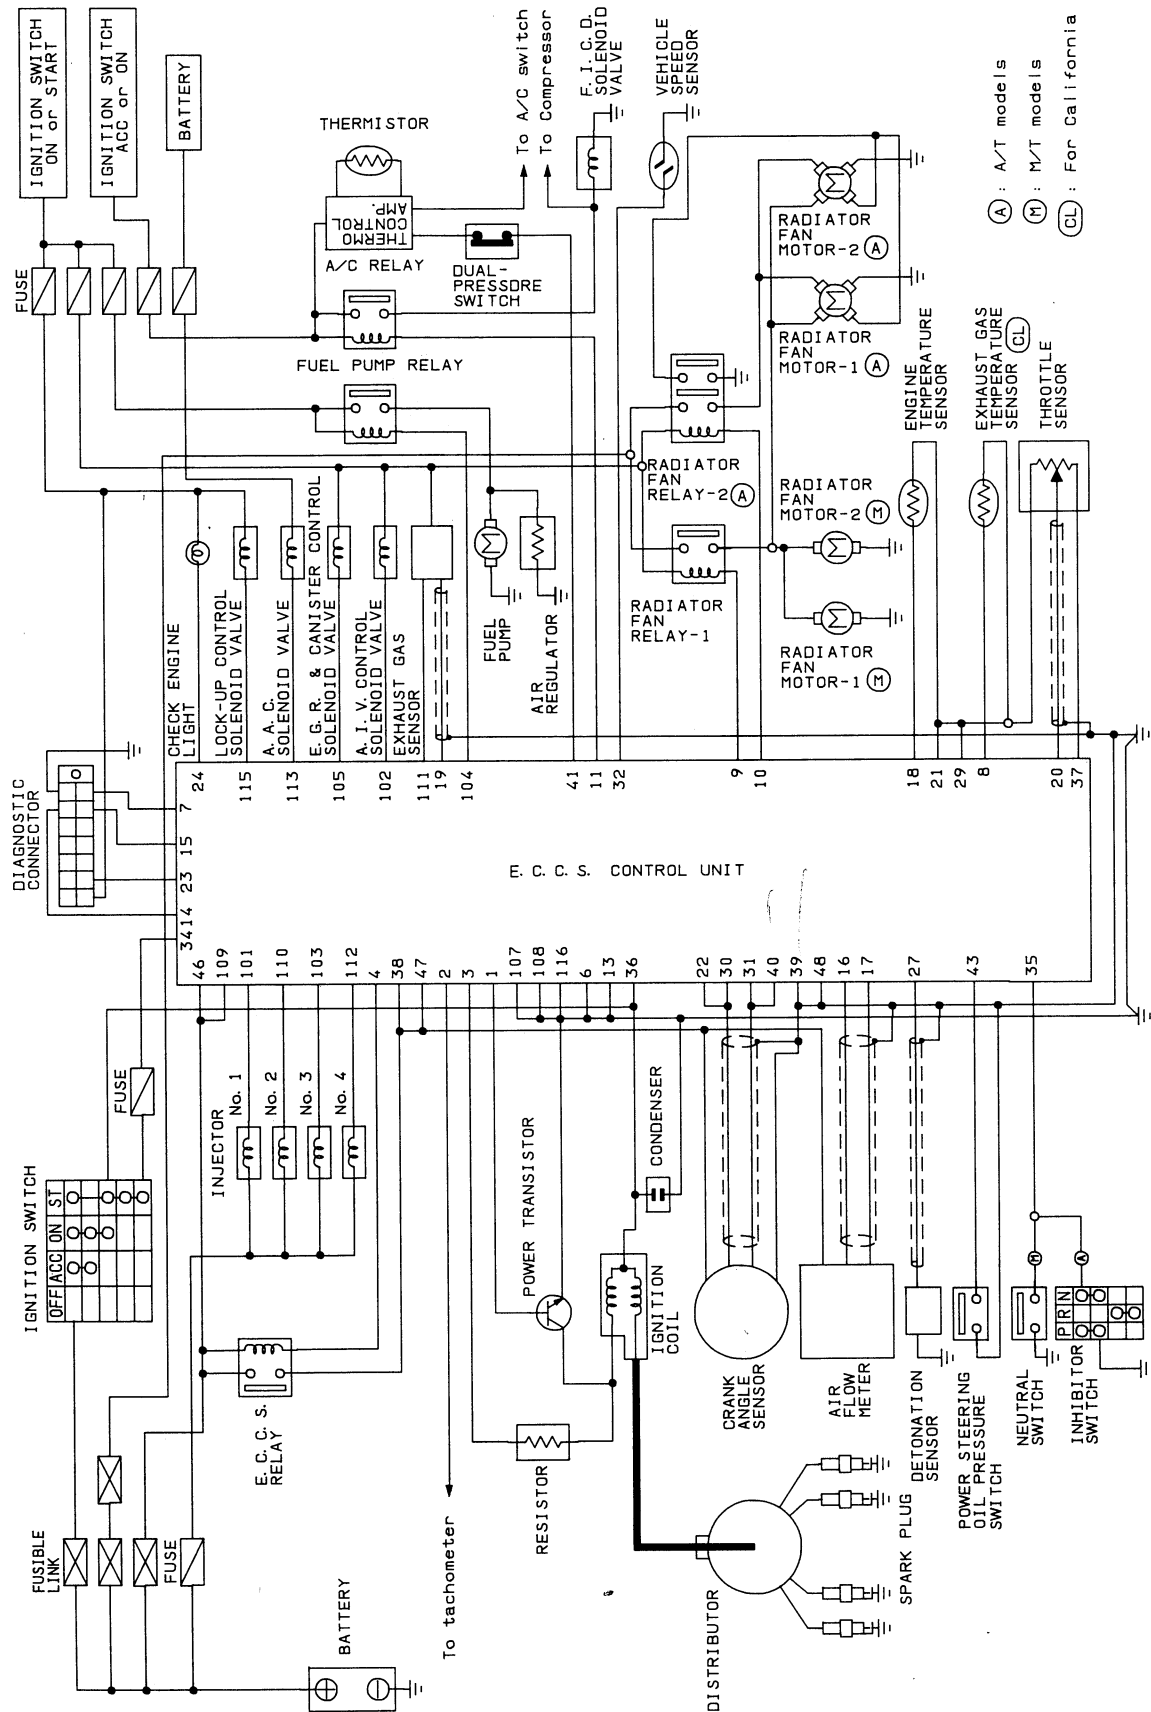 IGNITION SWITCH
ON or START
IGNITION SWITCH
ACC or ON
BATTERY
FUSE
THERMISTOR
THERMO
CONTROL
AMP.
To A/C switch
To Compressor
F. I. C. D.
SOLENOID
VALVE
VEHICLE
SPEED
SENSOR
A/C RELAY
DUAL-
PRESSDRE
SWITCH
FUEL PUMP RELAY
M
RADIATOR
FAN
MOTOR-2 A
M
RADIATOR
FAN
MOTOR-1 A
A : A/T models
M : M/T models
CL : For California
RADIATOR
FAN
RELAY-2 A
RADIATOR
FAN
MOTOR-2 M
M
RADIATOR
FAN
RELAY-1
M
RADIATOR
FAN
MOTOR-1 M
ENGINE
TEMPERATURE
SENSOR
EXHAUST GAS
TEMPERATURE
SENSOR CL
THROTTLE
SENSOR
DIAGNOSTIC
CONNECTOR
CHECK ENGINE
LIGHT
LOCK-UP CONTROL
SOLENOID VALVE
A. A. C.
SOLENOID VALVE
E. G. R. & CANISTER CONTROL
SOLENOID VALVE
A. I. V. CONTROL
SOLENOID VALVE
EXHAUST GAS
SENSOR
M
FUEL
PUMP
AIR
REGULATOR
24
115
113
105
102
111
19
104
41
11
32
9
10
18
21
29
8
20
37
7
15
23
14
34
E. C. C. S. CONTROL UNIT
46
109
101
110
103
112
4
38
47
2
3
1
107
108
116
6
13
36
22
30
31
40
39
48
16
17
27
43
35
IGNITION SWITCH
OFF ACC ON ST
FUSE
INJECTOR
No. 1
No. 2
No. 3
No. 4
POWER TRANSISTOR
CONDENSER
IGNITION
COIL
E. C. C. S.
RELAY
RESISTOR
CRANK
ANGLE
SENSOR
AIR
FLOW
METER
DETONATION
SENSOR
POWER STEERING
OIL PRESSURE
SWITCH
NEUTRAL
SWITCH
M
A
P R N
INHIBITOR
SWITCH
FUSIBLE
LINK
FUSE
BATTERY
To tachometer
DISTRIBUTOR
SPARK PLUG